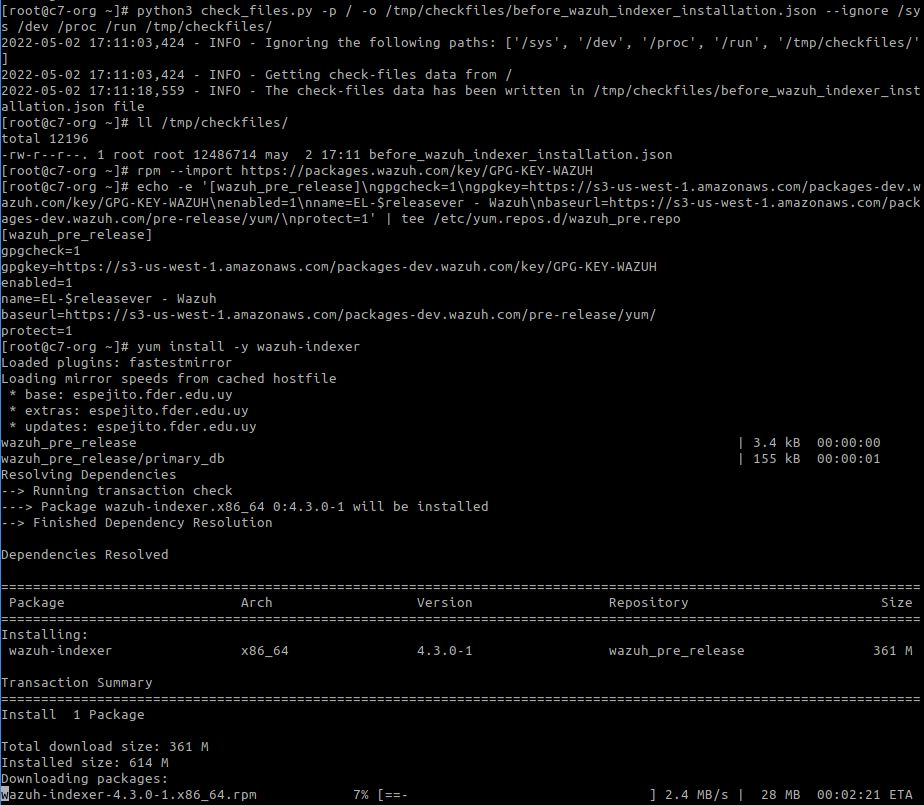 [root@c7-org ~]# python3 check_files.py -p / -o /tmp/checkfiles/before_wazuh_indexer_installation.json --ignore /sy
s /dev /proc /run /tmp/checkfiles/
2022-05-02 17:11:03,424 - INFO - Ignoring the following paths: ['/sys', '/dev', '/proc', '/run', '/tmp/checkfiles/'
]
2022-05-02 17:11:03,424 - INFO - Getting check-files data from /
2022-05-02 17:11:18,559 - INFO - The check-files data has been written in /tmp/checkfiles/before_wazuh_indexer_inst
allation.json file
[root@c7-org ~]# ll /tmp/checkfiles/
total 12196
-rw-r--r--. 1 root root 12486714 may  2 17:11 before_wazuh_indexer_installation.json
[root@c7-org ~]# rpm --import https://packages.wazuh.com/key/GPG-KEY-WAZUH
[root@c7-org ~]# echo -e '[wazuh_pre_release]\ngpgcheck=1\ngpgkey=https://s3-us-west-1.amazonaws.com/packages-dev.w
azuh.com/key/GPG-KEY-WAZUH\nenabled=1\nname=EL-$releasever - Wazuh\nbaseurl=https://s3-us-west-1.amazonaws.com/pack
ages-dev.wazuh.com/pre-release/yum/\nprotect=1' | tee /etc/yum.repos.d/wazuh_pre.repo
[wazuh_pre_release]
gpgcheck=1
gpgkey=https://s3-us-west-1.amazonaws.com/packages-dev.wazuh.com/key/GPG-KEY-WAZUH
enabled=1
name=EL-$releasever - Wazuh
baseurl=https://s3-us-west-1.amazonaws.com/packages-dev.wazuh.com/pre-release/yum/
protect=1
[root@c7-org ~]# yum install -y wazuh-indexer
Loaded plugins: fastestmirror
Loading mirror speeds from cached hostfile
 * base: espejito.fder.edu.uy
 * extras: espejito.fder.edu.uy
 * updates: espejito.fder.edu.uy
wazuh_pre_release | 3.4 kB  00:00:00
wazuh_pre_release/primary_db | 155 kB  00:00:01
Resolving Dependencies
--> Running transaction check
---> Package wazuh-indexer.x86_64 0:4.3.0-1 will be installed
--> Finished Dependency Resolution
Dependencies Resolved
===================================================================================================================
 Package Arch Version Repository Size
===================================================================================================================
Installing:
 wazuh-indexer x86_64 4.3.0-1 wazuh_pre_release 361 M
Transaction Summary
===================================================================================================================
Install  1 Package
Total download size: 361 M
Installed size: 614 M
Downloading packages:
wazuh-indexer-4.3.0-1.x86_64.rpm 7% [==- ] 2.4 MB/s |  28 MB  00:02:21 ETA